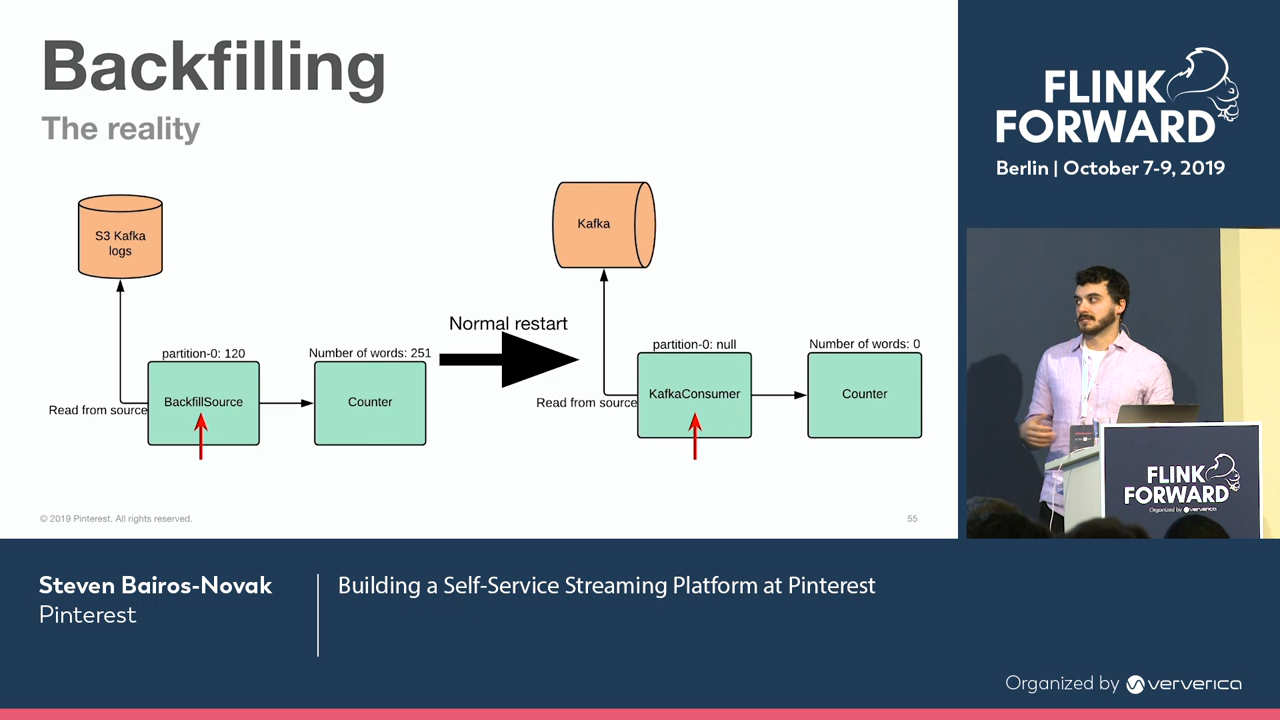 Backfilling
The reality
S3 Kafka
logs
Kafka
Normal restart
partition-0: 120
Number of words: 251
partition-0: null
Number of words: 0
Read from source
BackfillSource
Counter
Read from source
KafkaConsumer
Counter
© 2019 Pinterest. All rights reserved.
55
FLINK
FORWARD
Berlin | October 7-9, 2019
FLINK
FORWARD
Organized by ververica
Steven Bairos-Novak
Pinterest
Building a Self-Service Streaming Platform at Pinterest
Organized by ververica